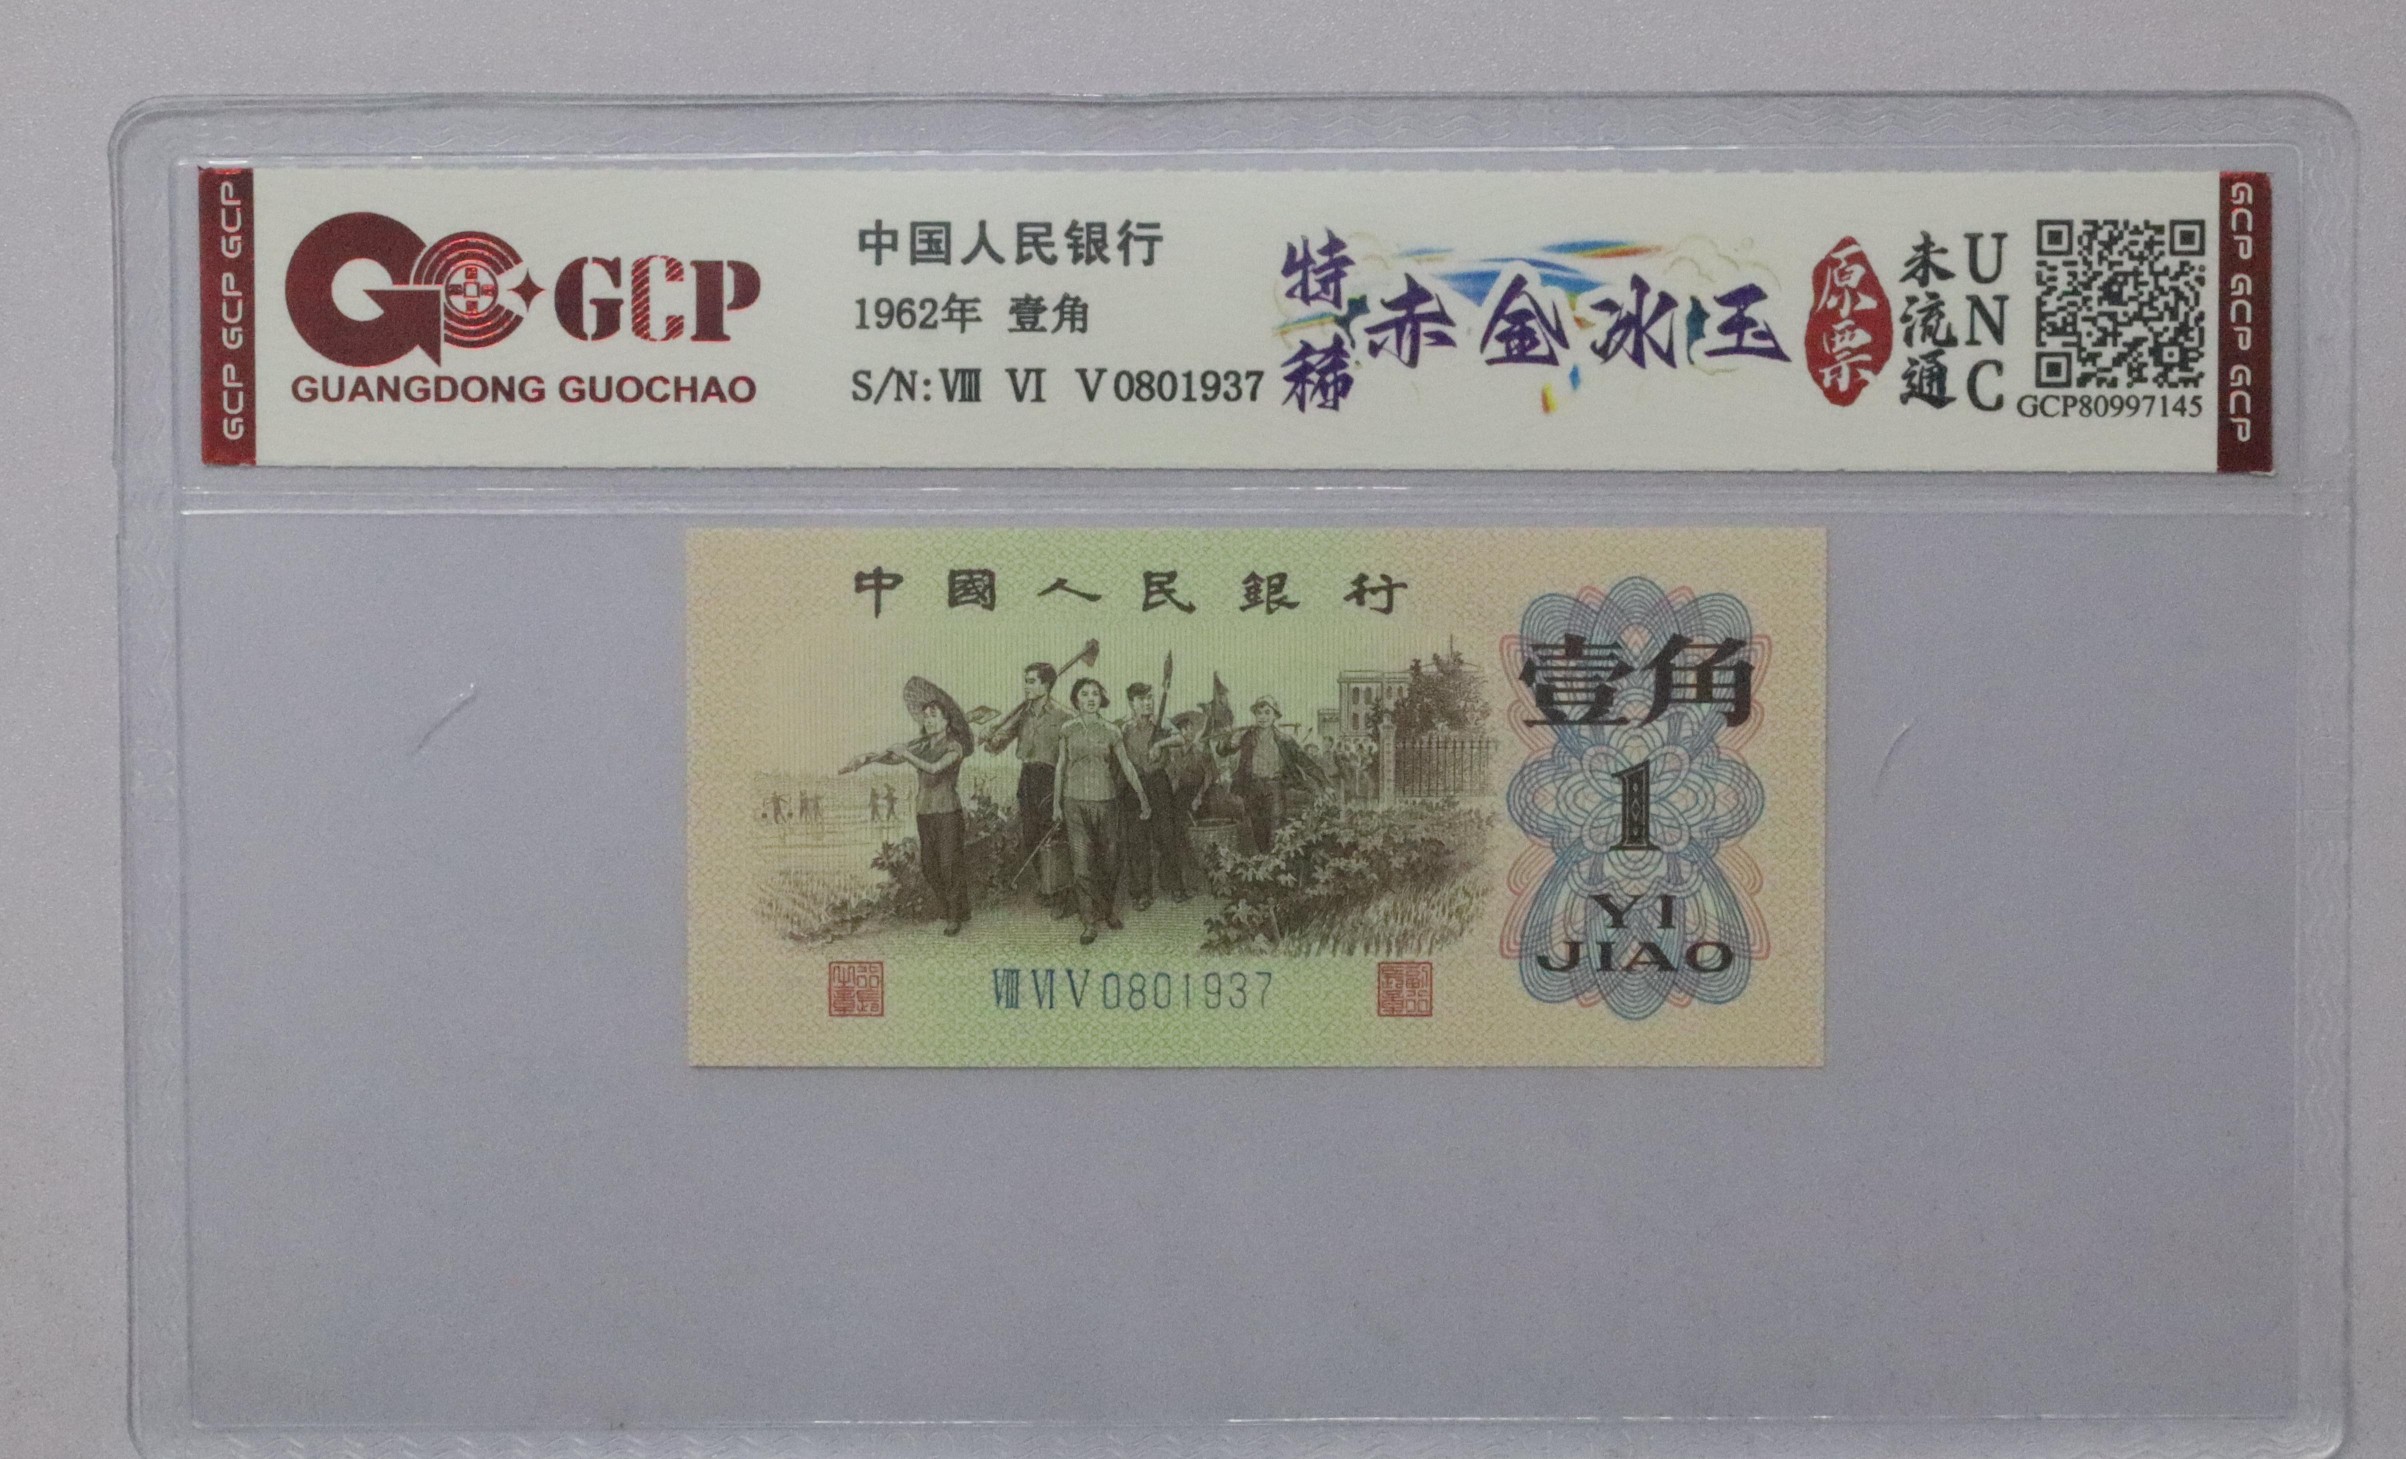 GCP GCP GCP
GCP
GUANGDONG GUOCHAO
中国人民银行
1962年 壹角
S/N: Ⅷ Ⅵ Ⅴ 0801937
特稀
赤金冰玉
原票
未流通
UNC
GCP80997145
GCP GCP GCP
中國人民銀行
壹角
1
YI
JIAO
Ⅷ Ⅵ Ⅴ 0801937